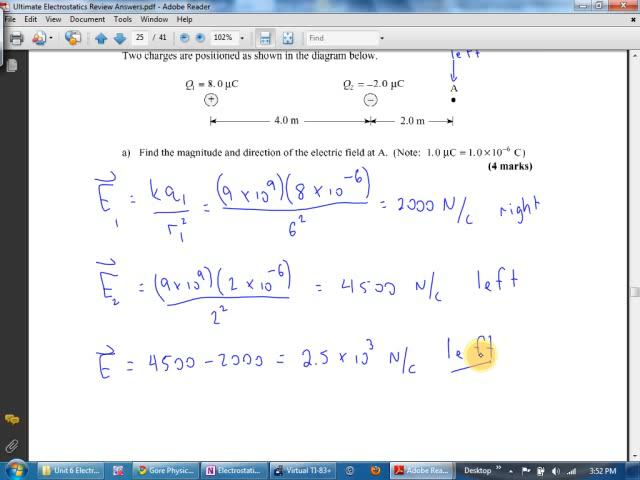 Ultimate Electrostatics Review Answers.pdf - Adobe Reader
File Edit View Window Help
25 / 41 102% Find
left
Two charges are positioned as shown in the diagram below.
A
Q₁ = 8.0 μC Q₂ = −2.0 μC
+ −
4.0 m 2.0 m
a) Find the magnitude and direction of the electric field at A. (Note: 1.0 μC = 1.0 × 10⁻⁶ C)
(4 marks)
E₁ = kq₁/r₁² = (9 × 10⁹)(8 × 10⁻⁶)/6² = 2000 N/C right
E₂ = (9 × 10⁹)(2 × 10⁻⁶)/2² = 4500 N/C left
E = 4500 − 2000 = 2.5 × 10³ N/C left
Unit 6 Electr... Gore Physic... Electrostatic... Virtual TI-83+ Adobe Rea... Desktop 3:52 PM